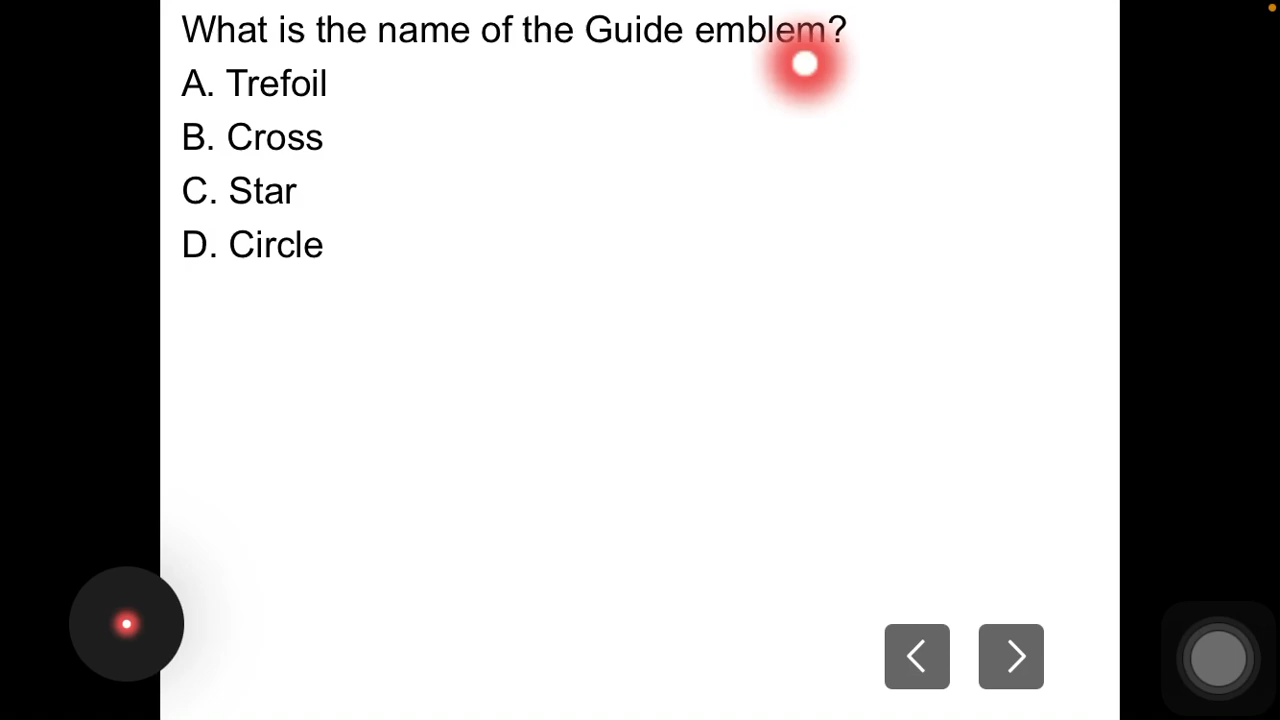 What is the name of the Guide emblem?
A. Trefoil
B. Cross
C. Star
D. Circle